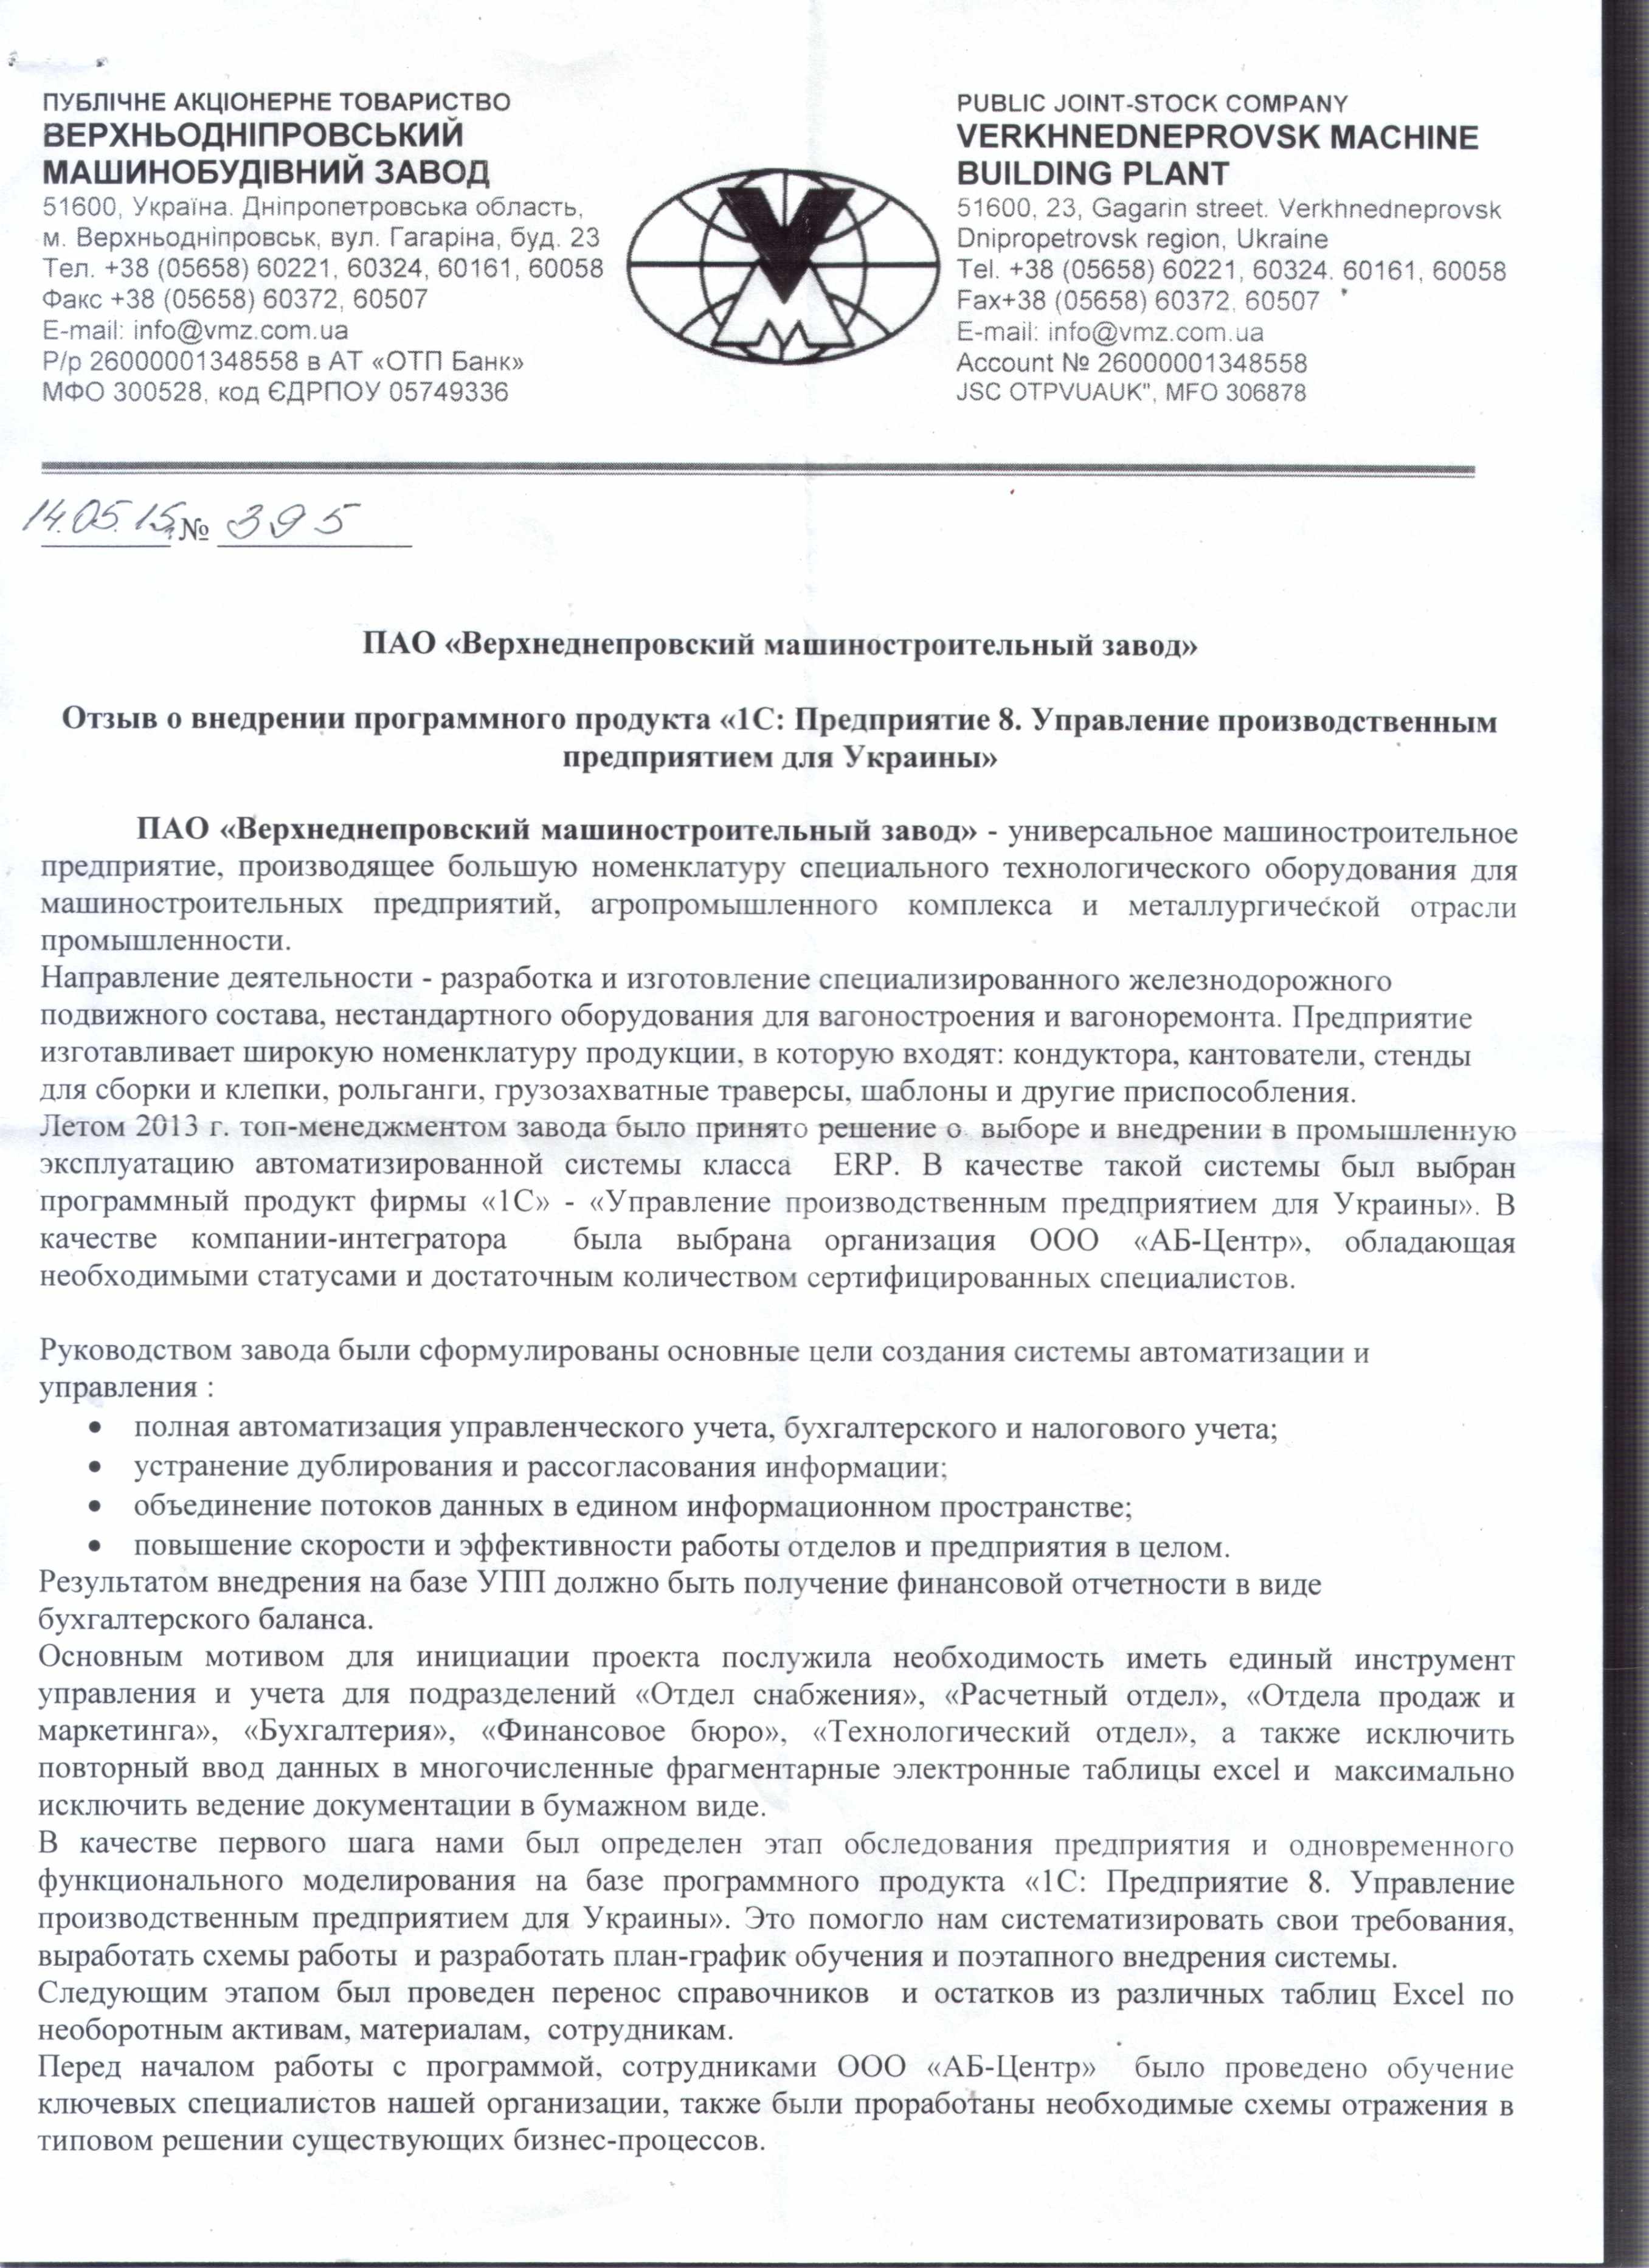 ПУБЛІЧНЕ АКЦІОНЕРНЕ ТОВАРИСТВО
ВЕРХНЬОДНІПРОВСЬКИЙ
МАШИНОБУДІВНИЙ ЗАВОД
51600, Україна. Дніпропетровська область,
м. Верхньодніпровськ, вул. Гагаріна, буд. 23
Тел. +38 (05658) 60221, 60324, 60161, 60058
Факс +38 (05658) 60372, 60507
E-mail: info@vmz.com.ua
Р/р 26000001348558 в АТ «ОТП Банк»
МФО 300528, код ЄДРПОУ 05749336
PUBLIC JOINT-STOCK COMPANY
VERKHNEDNEPROVSK MACHINE
BUILDING PLANT
51600, 23, Gagarin street. Verkhnedneprovsk
Dnipropetrovsk region, Ukraine
Tel. +38 (05658) 60221, 60324. 60161, 60058
Fax+38 (05658) 60372, 60507
E-mail: info@vmz.com.ua
Account № 26000001348558
JSC OTPVUAUK", MFO 306878
14.05.15 № 395
ПАО «Верхнеднепровский машиностроительный завод»
Отзыв о внедрении программного продукта «1С: Предприятие 8. Управление производственным
предприятием для Украины»
ПАО «Верхнеднепровский машиностроительный завод» - универсальное машиностроительное
предприятие, производящее большую номенклатуру специального технологического оборудования для
машиностроительных предприятий, агропромышленного комплекса и металлургической отрасли
промышленности.
Направление деятельности - разработка и изготовление специализированного железнодорожного
подвижного состава, нестандартного оборудования для вагоностроения и вагоноремонта. Предприятие
изготавливает широкую номенклатуру продукции, в которую входят: кондуктора, кантователи, стенды
для сборки и клепки, рольганги, грузозахватные траверсы, шаблоны и другие приспособления.
Летом 2013 г. топ-менеджментом завода было принято решение о выборе и внедрении в промышленную
эксплуатацию автоматизированной системы класса ERP. В качестве такой системы был выбран
программный продукт фирмы «1С» - «Управление производственным предприятием для Украины». В
качестве компании-интегратора была выбрана организация ООО «АБ-Центр», обладающая
необходимыми статусами и достаточным количеством сертифицированных специалистов.
Руководством завода были сформулированы основные цели создания системы автоматизации и
управления :
• полная автоматизация управленческого учета, бухгалтерского и налогового учета;
• устранение дублирования и рассогласования информации;
• объединение потоков данных в едином информационном пространстве;
• повышение скорости и эффективности работы отделов и предприятия в целом.
Результатом внедрения на базе УПП должно быть получение финансовой отчетности в виде
бухгалтерского баланса.
Основным мотивом для инициации проекта послужила необходимость иметь единый инструмент
управления и учета для подразделений «Отдел снабжения», «Расчетный отдел», «Отдела продаж и
маркетинга», «Бухгалтерия», «Финансовое бюро», «Технологический отдел», а также исключить
повторный ввод данных в многочисленные фрагментарные электронные таблицы excel и максимально
исключить ведение документации в бумажном виде.
В качестве первого шага нами был определен этап обследования предприятия и одновременного
функционального моделирования на базе программного продукта «1С: Предприятие 8. Управление
производственным предприятием для Украины». Это помогло нам систематизировать свои требования,
выработать схемы работы и разработать план-график обучения и поэтапного внедрения системы.
Следующим этапом был проведен перенос справочников и остатков из различных таблиц Excel по
необоротным активам, материалам, сотрудникам.
Перед началом работы с программой, сотрудниками ООО «АБ-Центр» было проведено обучение
ключевых специалистов нашей организации, также были проработаны необходимые схемы отражения в
типовом решении существующих бизнес-процессов.